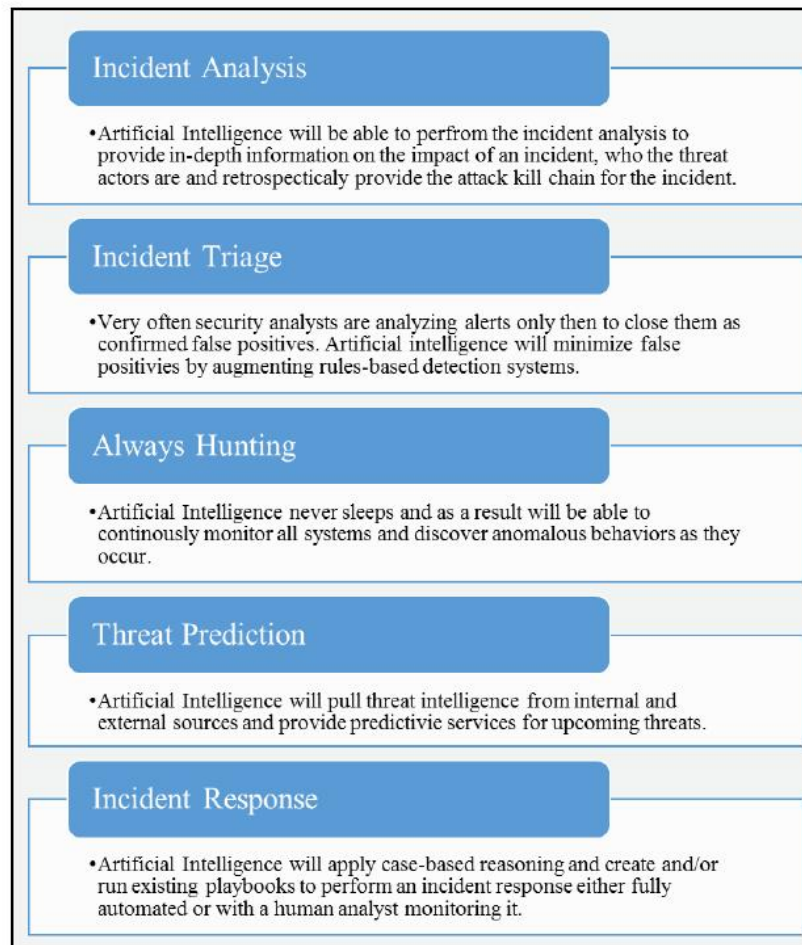 Incident Analysis
•Artificial Intelligence will be able to perfrom the incident analysis to
provide in-depth information on the impact of an incident, who the threat
actors are and retrospecticaly provide the attack kill chain for the incident.
Incident Triage
•Very often security analysts are analyzing alerts only then to close them as
confirmed false positives. Artificial intelligence will minimize false
positivies by augmenting rules-based detection systems.
Always Hunting
•Artificial Intelligence never sleeps and as a result will be able to
continously monitor all systems and discover anomalous behaviors as they
occur.
Threat Prediction
•Artificial Intelligence will pull threat intelligence from internal and
external sources and provide predictivie services for upcoming threats.
Incident Response
•Artificial Intelligence will apply case-based reasoning and create and/or
run existing playbooks to perform an incident response either fully
automated or with a human analyst monitoring it.